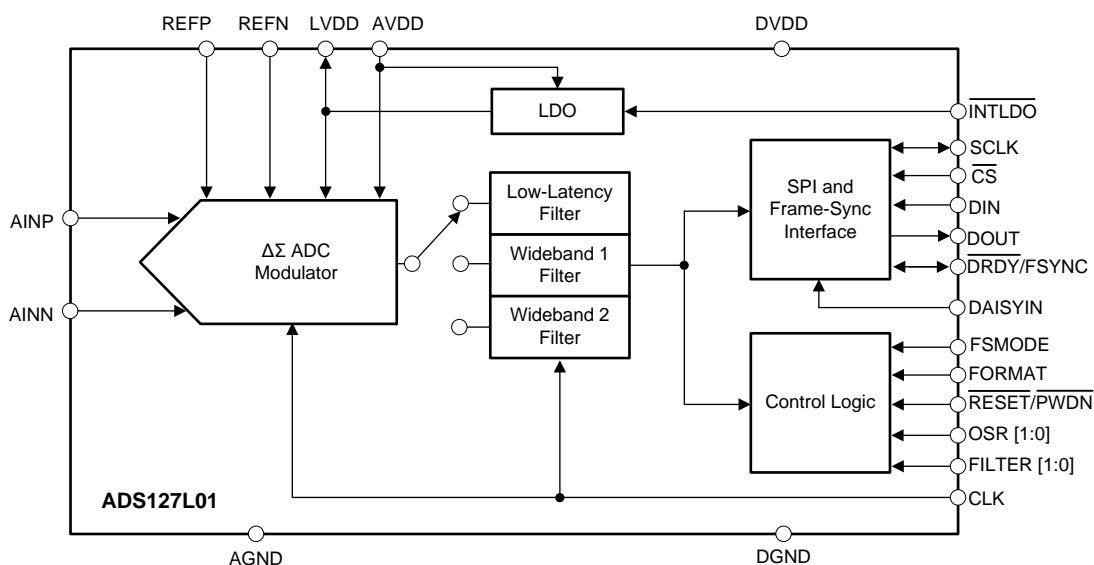 REFP REFN LVDD AVDD DVDD
LDO
INTLDO
SCLK
CS
DIN
DOUT
DRDY/FSYNC
DAISYIN
SPI and
Frame-Sync
Interface
Low-Latency
Filter
Wideband 1
Filter
Wideband 2
Filter
AINP
AINN
ΔΣ ADC
Modulator
Control Logic
FSMODE
FORMAT
RESET/PWDN
OSR [1:0]
FILTER [1:0]
CLK
ADS127L01
AGND
DGND